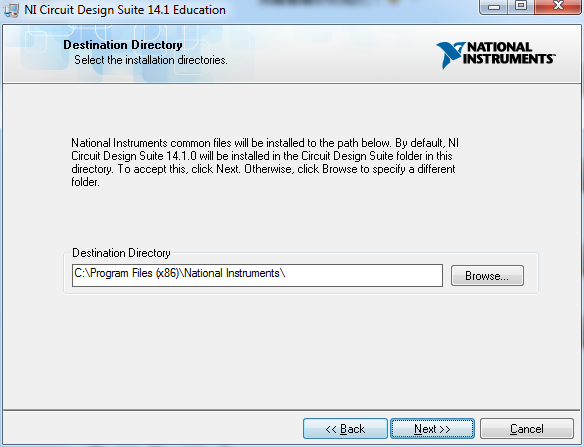 NI Circuit Design Suite 14.1 Education
Destination Directory
Select the installation directories.
NATIONAL
INSTRUMENTS™
National Instruments common files will be installed to the path below. By default, NI
Circuit Design Suite 14.1.0 will be installed in the Circuit Design Suite folder in this
directory. To accept this, click Next. Otherwise, click Browse to specify a different
folder.
Destination Directory
C:\Program Files (x86)\National Instruments\
Browse...
<< Back
Next >>
Cancel